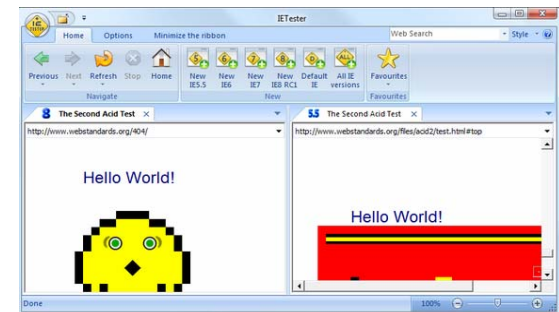 IETester
Home Options Minimize the ribbon Web Search Style
Previous Next Refresh Stop Home
New IE5.5 New IE6 New IE7 New IE8 RC1 Default IE All IE versions
Favourites
Navigate New Favourites
8 The Second Acid Test
5.5 The Second Acid Test
http://www.webstandards.org/404/
http://www.webstandards.org/files/acid2/test.html#top
Hello World!
Hello World!
Done 100%